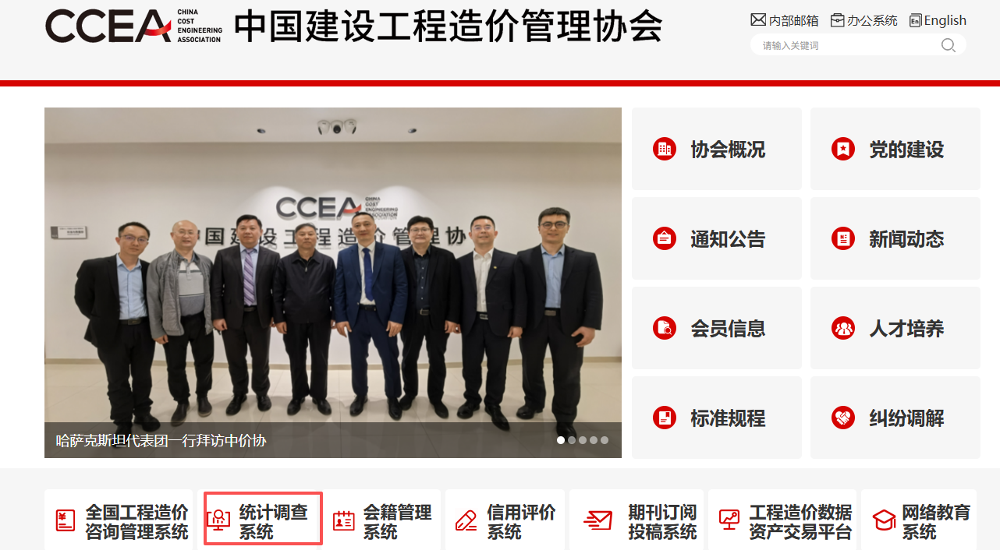 CCEA
CHINA
COST
ENGINEERING
ASSOCIATION
中国建设工程造价管理协会
内部邮箱 办公系统 English
请输入关键词
CCEA
CHINA
COST
ENGINEERING
ASSOCIATION
中国建设工程造价管理协
哈萨克斯坦代表团一行拜访中价协
协会概况
党的建设
通知公告
新闻动态
会员信息
人才培养
标准规程
纠纷调解
全国工程造价
咨询管理系统
统计调查
系统
会籍管理
系统
信用评价
系统
期刊订阅
投稿系统
工程造价数据
资产交易平台
网络教育
系统